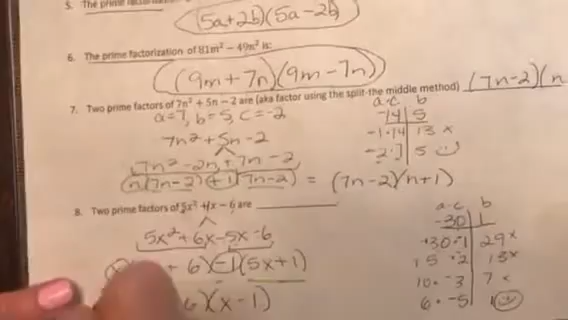 5. The prime
(5a+2b)(5a-2b)
6. The prime factorization of 81m² - 49n² is:
(9m+7n)(9m-7n)
7. Two prime factors of 7n² + 5n - 2 are (aka factor using the split-the middle method) (7n-2)(n
a=7, b=5, c=-2
7n²+5n-2
7n²-2n+7n-2
n(7n-2)+1(7n-2) = (7n-2)(n+1)
a·c b
-14 5
-1·14 13 x
-2·7 5
8. Two prime factors of 5x² + x - 6 are
5x²+6x-5x-6
+6)-1(5x+1)
6)(x-1)
a·c b
-30 1
+30·-1 29x
15·-2 13x
10·-3 7x
6·-5 1